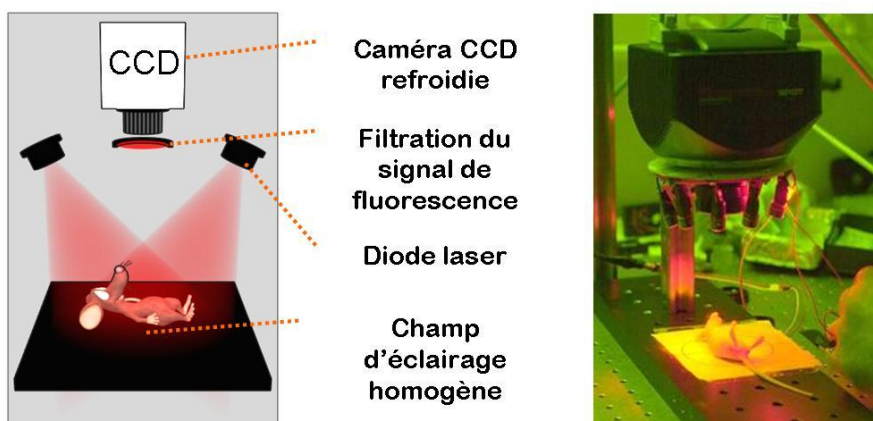 CCD
Caméra CCD
refroidie
Filtration du
signal de
fluorescence
Diode laser
Champ
d'éclairage
homogène